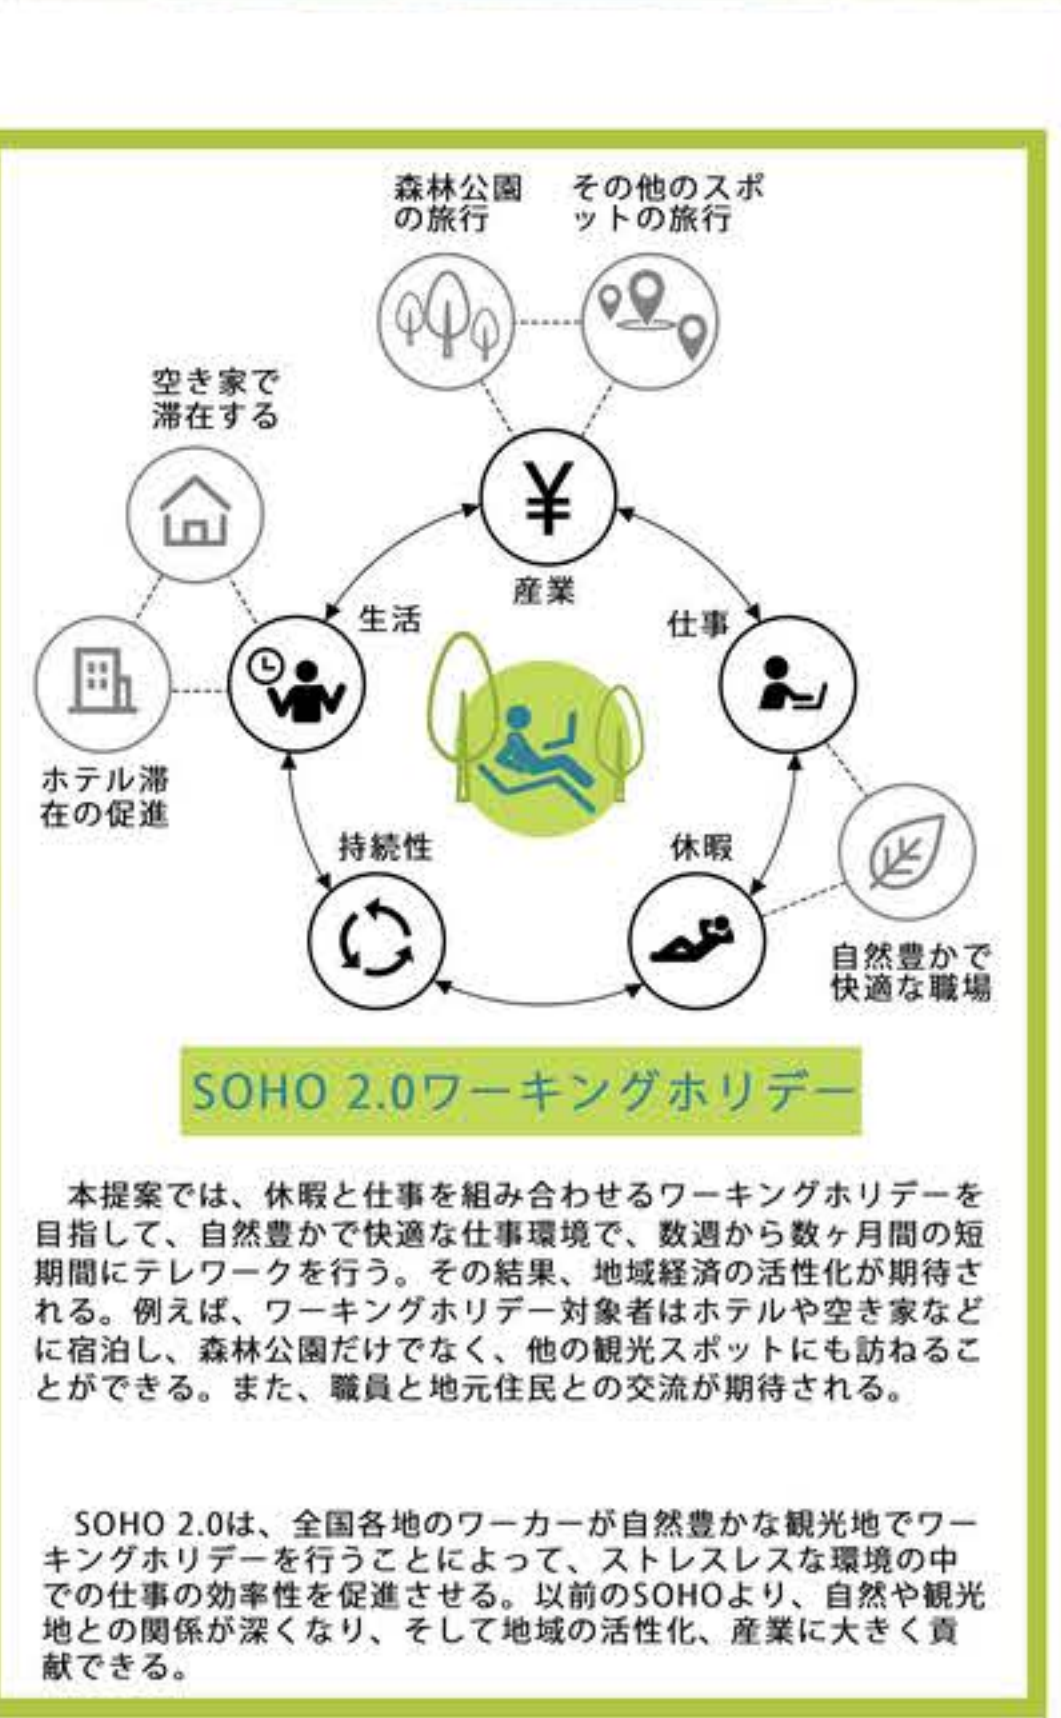 森林公園
の旅行
その他のスポ
ットの旅行
空き家で
滞在する
¥
産業
生活
仕事
ホテル滞
在の促進
持続性
休暇
自然豊かで
快適な職場
SOHO 2.0ワーキングホリデー
本提案では、休暇と仕事を組み合わせるワーキングホリデーを
目指して、自然豊かで快適な仕事環境で、数週から数ヶ月間の短
期間にテレワークを行う。その結果、地域経済の活性化が期待さ
れる。例えば、ワーキングホリデー対象者はホテルや空き家など
に宿泊し、森林公園だけでなく、他の観光スポットにも訪ねるこ
とができる。また、職員と地元住民との交流が期待される。
SOHO 2.0は、全国各地のワーカーが自然豊かな観光地でワー
キングホリデーを行うことによって、ストレスレスな環境の中
での仕事の効率性を促進させる。以前のSOHOより、自然や観光
地との関係が深くなり、そして地域の活性化、産業に大きく貢
献できる。